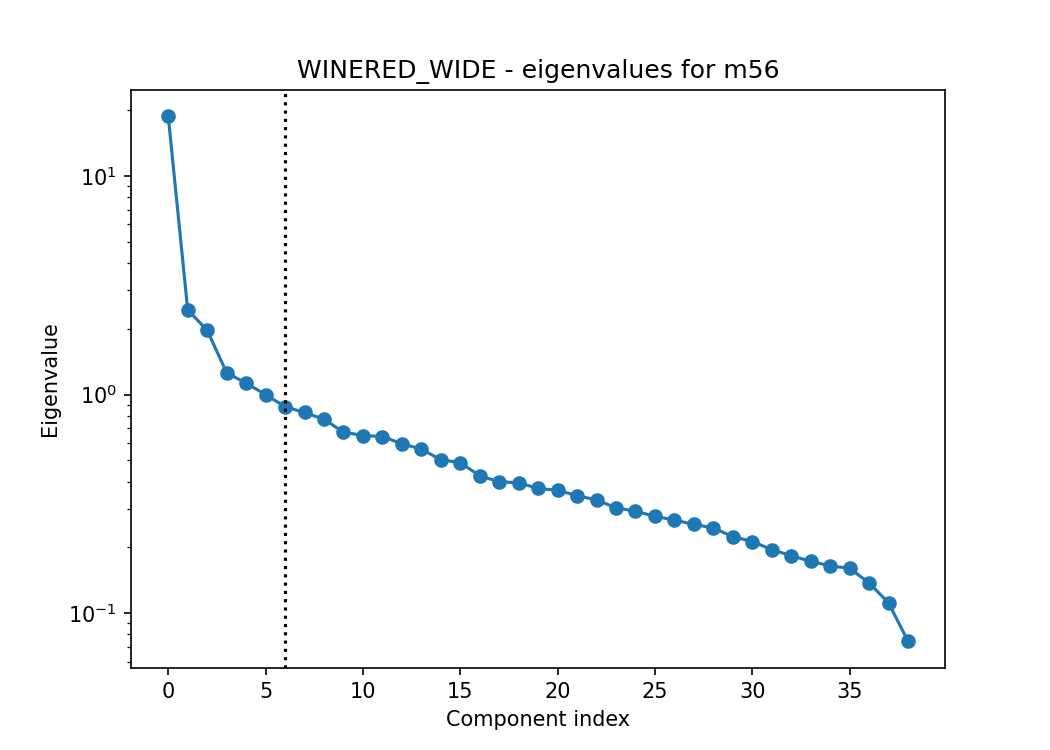 WINERED_WIDE - eigenvalues for m56
Eigenvalue
10¹
10⁰
10⁻¹
0 5 10 15 20 25 30 35
Component index